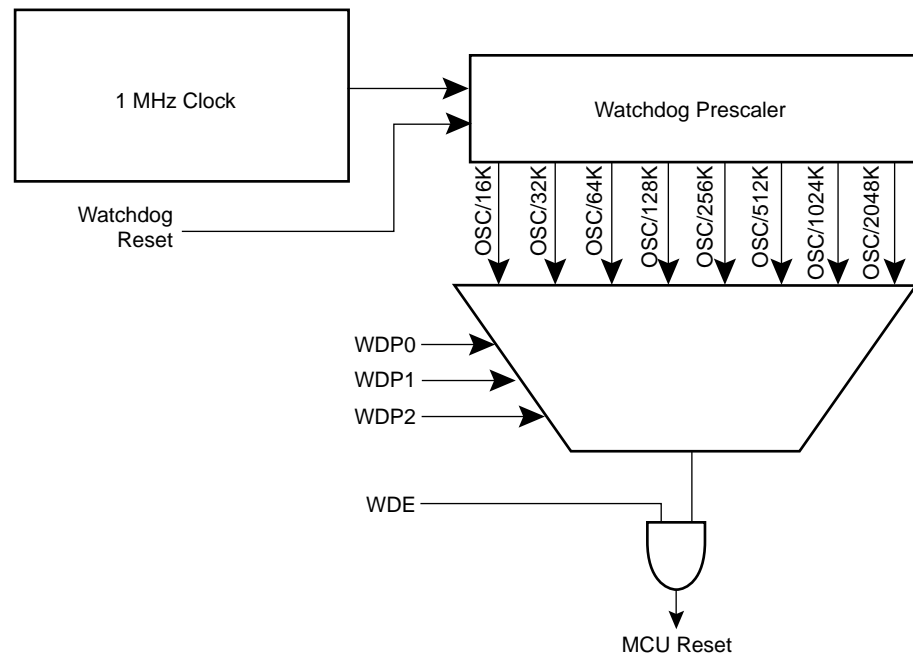 1 MHz Clock
Watchdog Prescaler
Watchdog
Reset
OSC/16K
OSC/32K
OSC/64K
OSC/128K
OSC/256K
OSC/512K
OSC/1024K
OSC/2048K
WDP0
WDP1
WDP2
WDE
MCU Reset